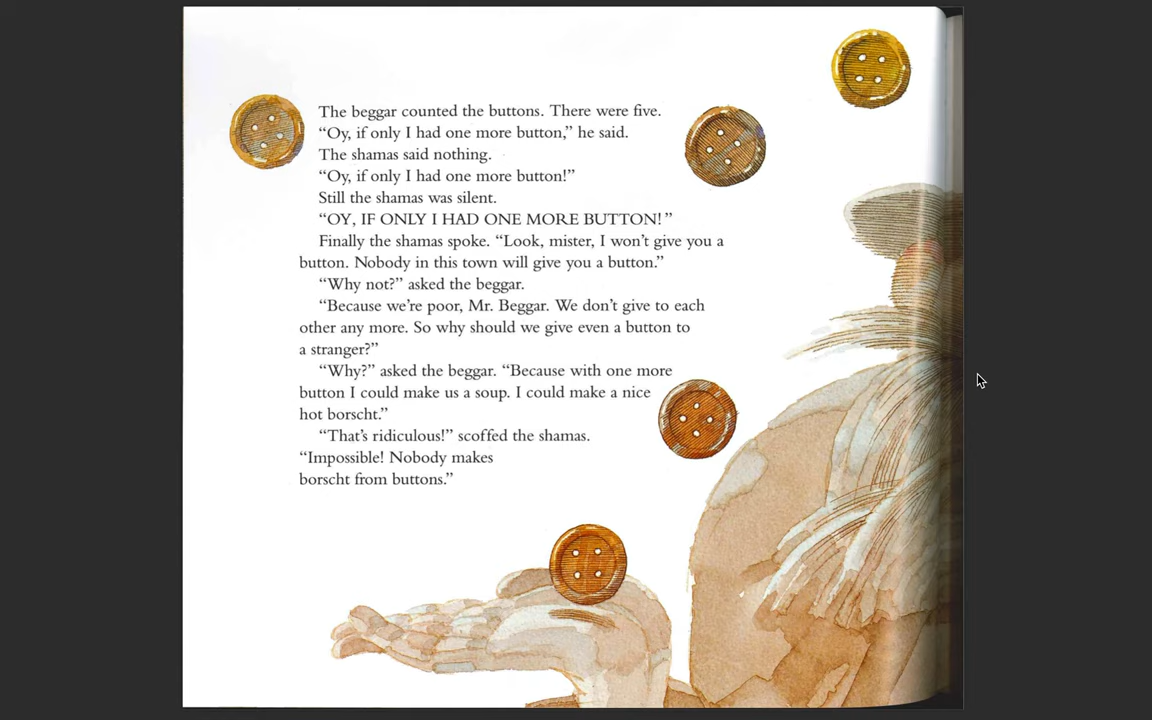 The beggar counted the buttons. There were five.
“Oy, if only I had one more button,” he said.
The shamas said nothing.
“Oy, if only I had one more button!”
Still the shamas was silent.
“OY, IF ONLY I HAD ONE MORE BUTTON!”
Finally the shamas spoke. “Look, mister, I won’t give you a
button. Nobody in this town will give you a button.”
“Why not?” asked the beggar.
“Because we’re poor, Mr. Beggar. We don’t give to each
other any more. So why should we give even a button to
a stranger?”
“Why?” asked the beggar. “Because with one more
button I could make us a soup. I could make a nice
hot borscht.”
“That’s ridiculous!” scoffed the shamas.
“Impossible! Nobody makes
borscht from buttons.”